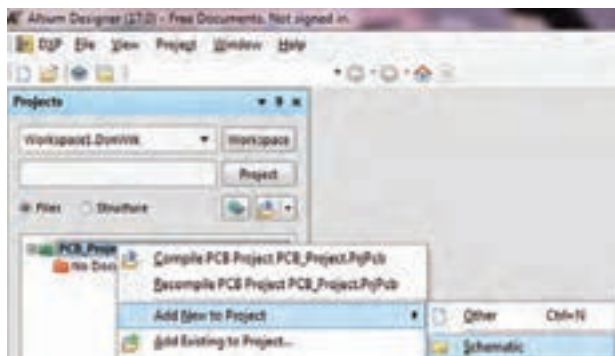 Altium Designer (17.0) - Free Documents. Not signed in.
DXP File View Project Window Help
Projects
Workspace1.DsnWrk Workspace
Project
Files Structure
PCB_Proje
No Docu
Compile PCB Project PCB_Project.PrjPcb
Recompile PCB Project PCB_Project.PrjPcb
Add New to Project
Other Ctrl+N
Add Existing to Project...
Schematic